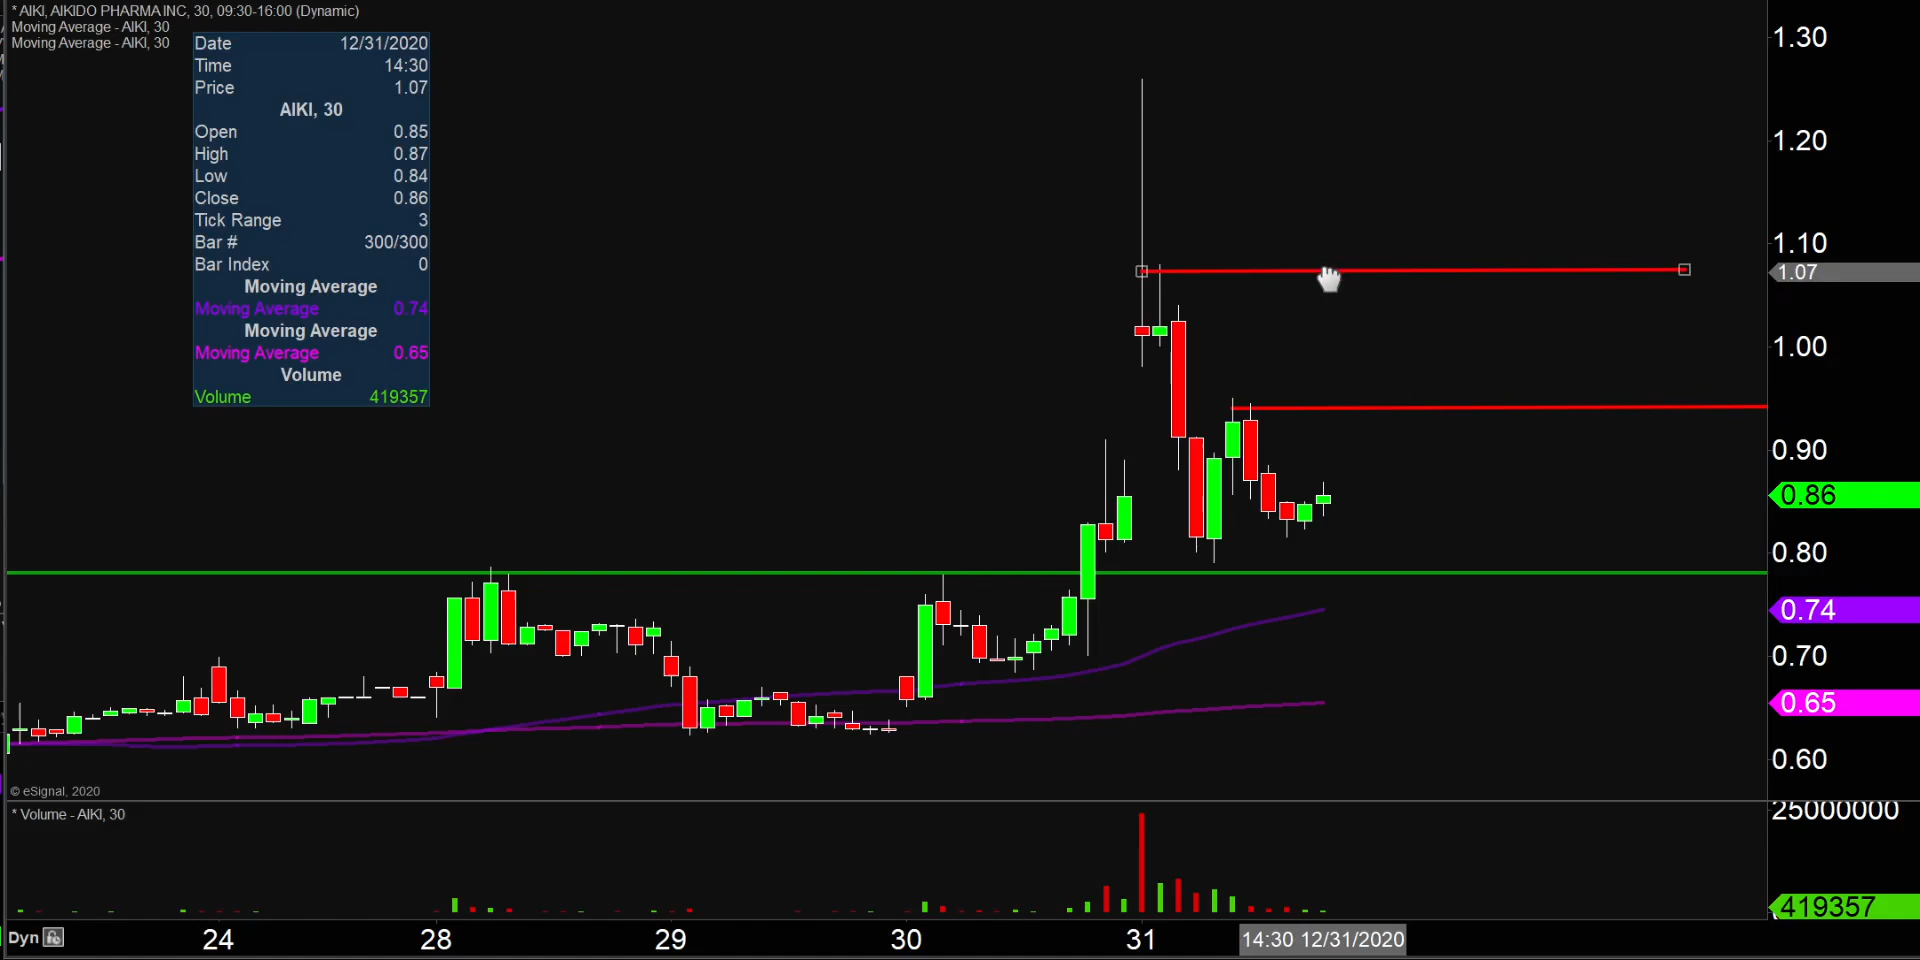 * AIKI, AIKIDO PHARMA INC, 30, 09:30-16:00 (Dynamic)
Moving Average - AIKI, 30
Moving Average - AIKI, 30
Date 12/31/2020
Time 14:30
Price 1.07
AIKI, 30
Open 0.85
High 0.87
Low 0.84
Close 0.86
Tick Range 3
Bar # 300/300
Bar Index 0
Moving Average
Moving Average 0.74
Moving Average
Moving Average 0.65
Volume
Volume 419357
1.30
1.20
1.10
1.07
1.00
0.90
0.86
0.80
0.74
0.70
0.65
0.60
© eSignal, 2020
* Volume - AIKI, 30
25000000
419357
Dyn 24 28 29 30 31 14:30 12/31/2020